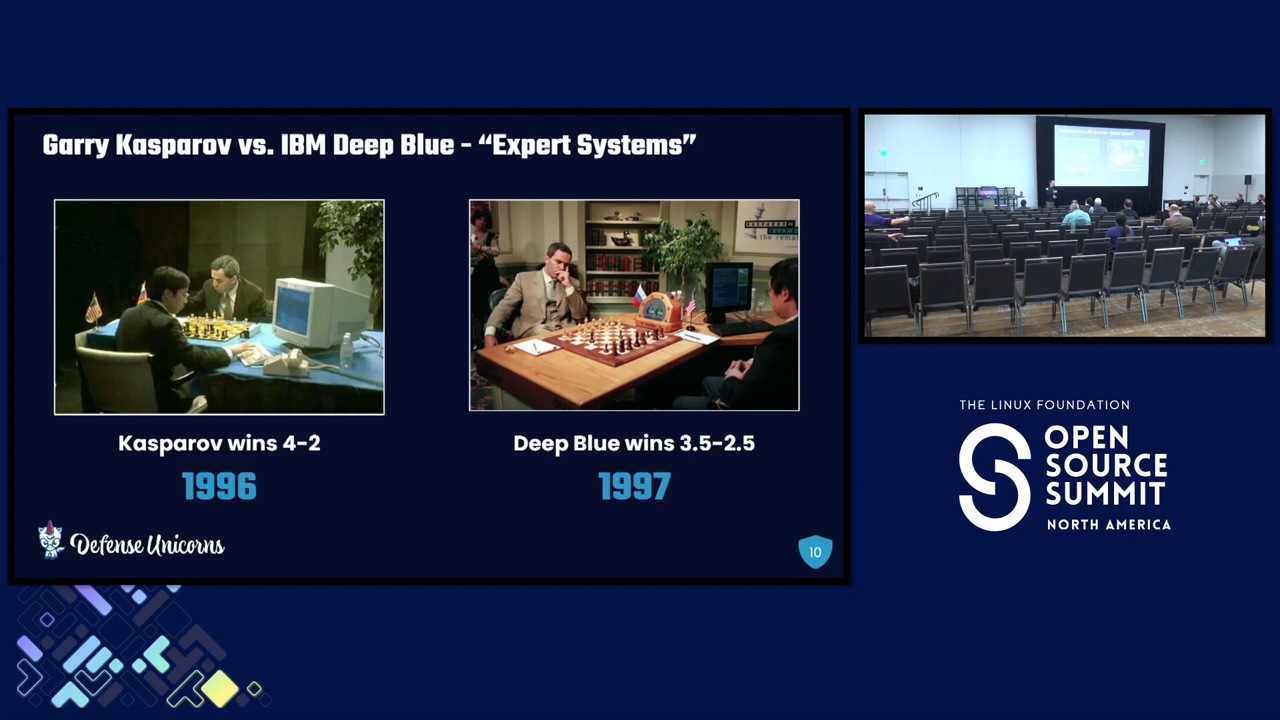 Garry Kasparov vs. IBM Deep Blue - “Expert Systems”
Kasparov wins 4-2
1996
Deep Blue wins 3.5-2.5
1997
Defense Unicorns
10
THE LINUX FOUNDATION
OPEN
SOURCE
SUMMIT
NORTH AMERICA